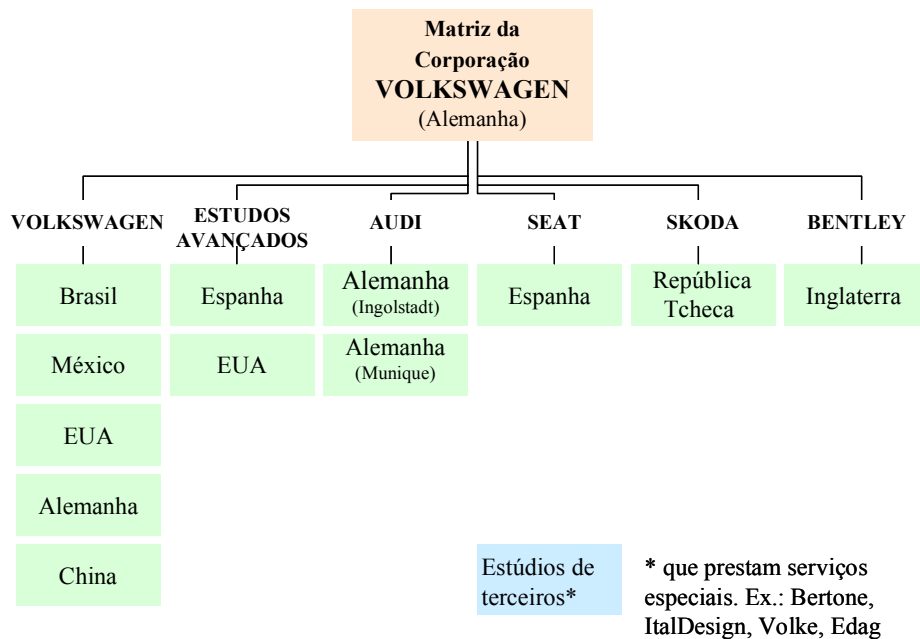 Matriz da
Corporação
VOLKSWAGEN
(Alemanha)
VOLKSWAGEN
ESTUDOS
AVANÇADOS
AUDI
SEAT
SKODA
BENTLEY
Brasil
Espanha
Alemanha
(Ingolstadt)
Espanha
República
Tcheca
Inglaterra
México
EUA
Alemanha
(Munique)
EUA
Alemanha
China
Estúdios de
terceiros*
* que prestam serviços
especiais. Ex.: Bertone,
ItalDesign, Volke, Edag